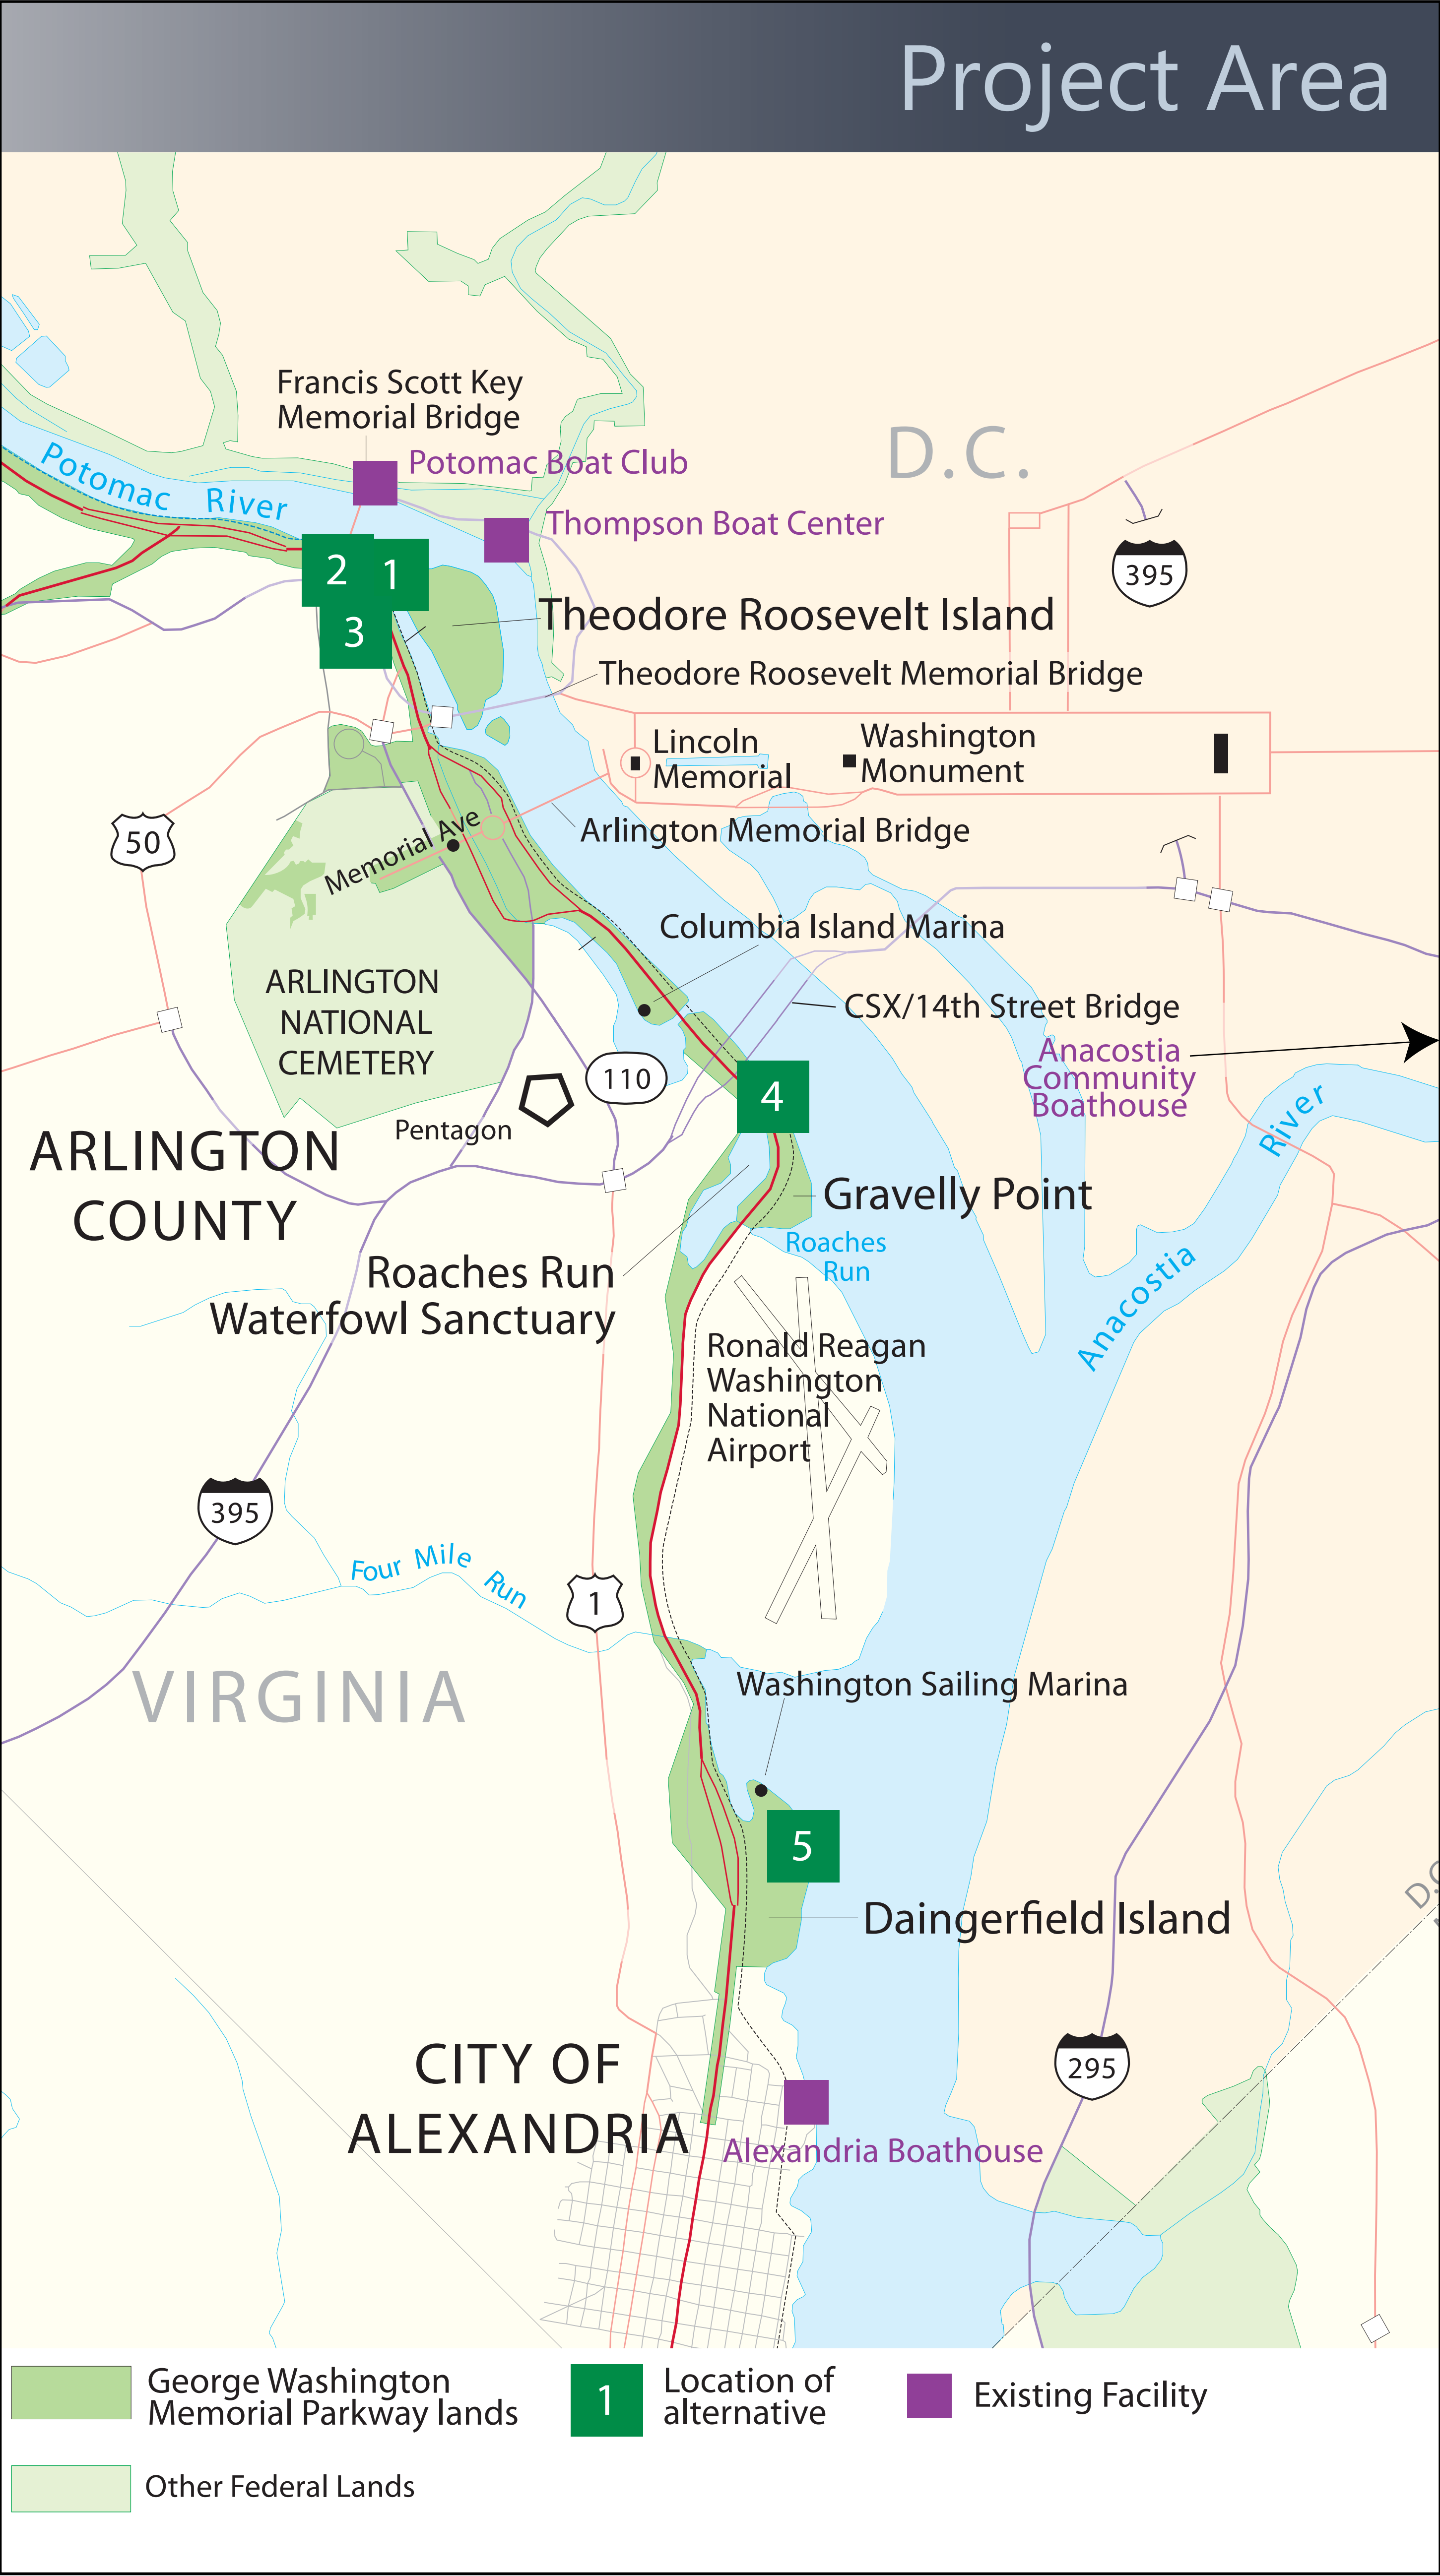 Project Area
Francis Scott Key
Memorial Bridge
D.C.
Potomac Boat Club
Potomac River
Thompson Boat Center
395
2
1
3
Theodore Roosevelt Island
Theodore Roosevelt Memorial Bridge
Lincoln
Memorial
Washington
Monument
50
Memorial Ave
Arlington Memorial Bridge
Columbia Island Marina
ARLINGTON
NATIONAL
CEMETERY
CSX/14th Street Bridge
Anacostia
Community
Boathouse
110
4
Pentagon
ARLINGTON
COUNTY
Gravelly Point
Roaches
Run
Anacostia River
Roaches Run
Waterfowl Sanctuary
Ronald Reagan
Washington
National
Airport
395
Four Mile Run
1
VIRGINIA
Washington Sailing Marina
5
Daingerfield Island
CITY OF
ALEXANDRIA
295
Alexandria Boathouse
George Washington
Memorial Parkway lands
1
Location of
alternative
Existing Facility
Other Federal Lands